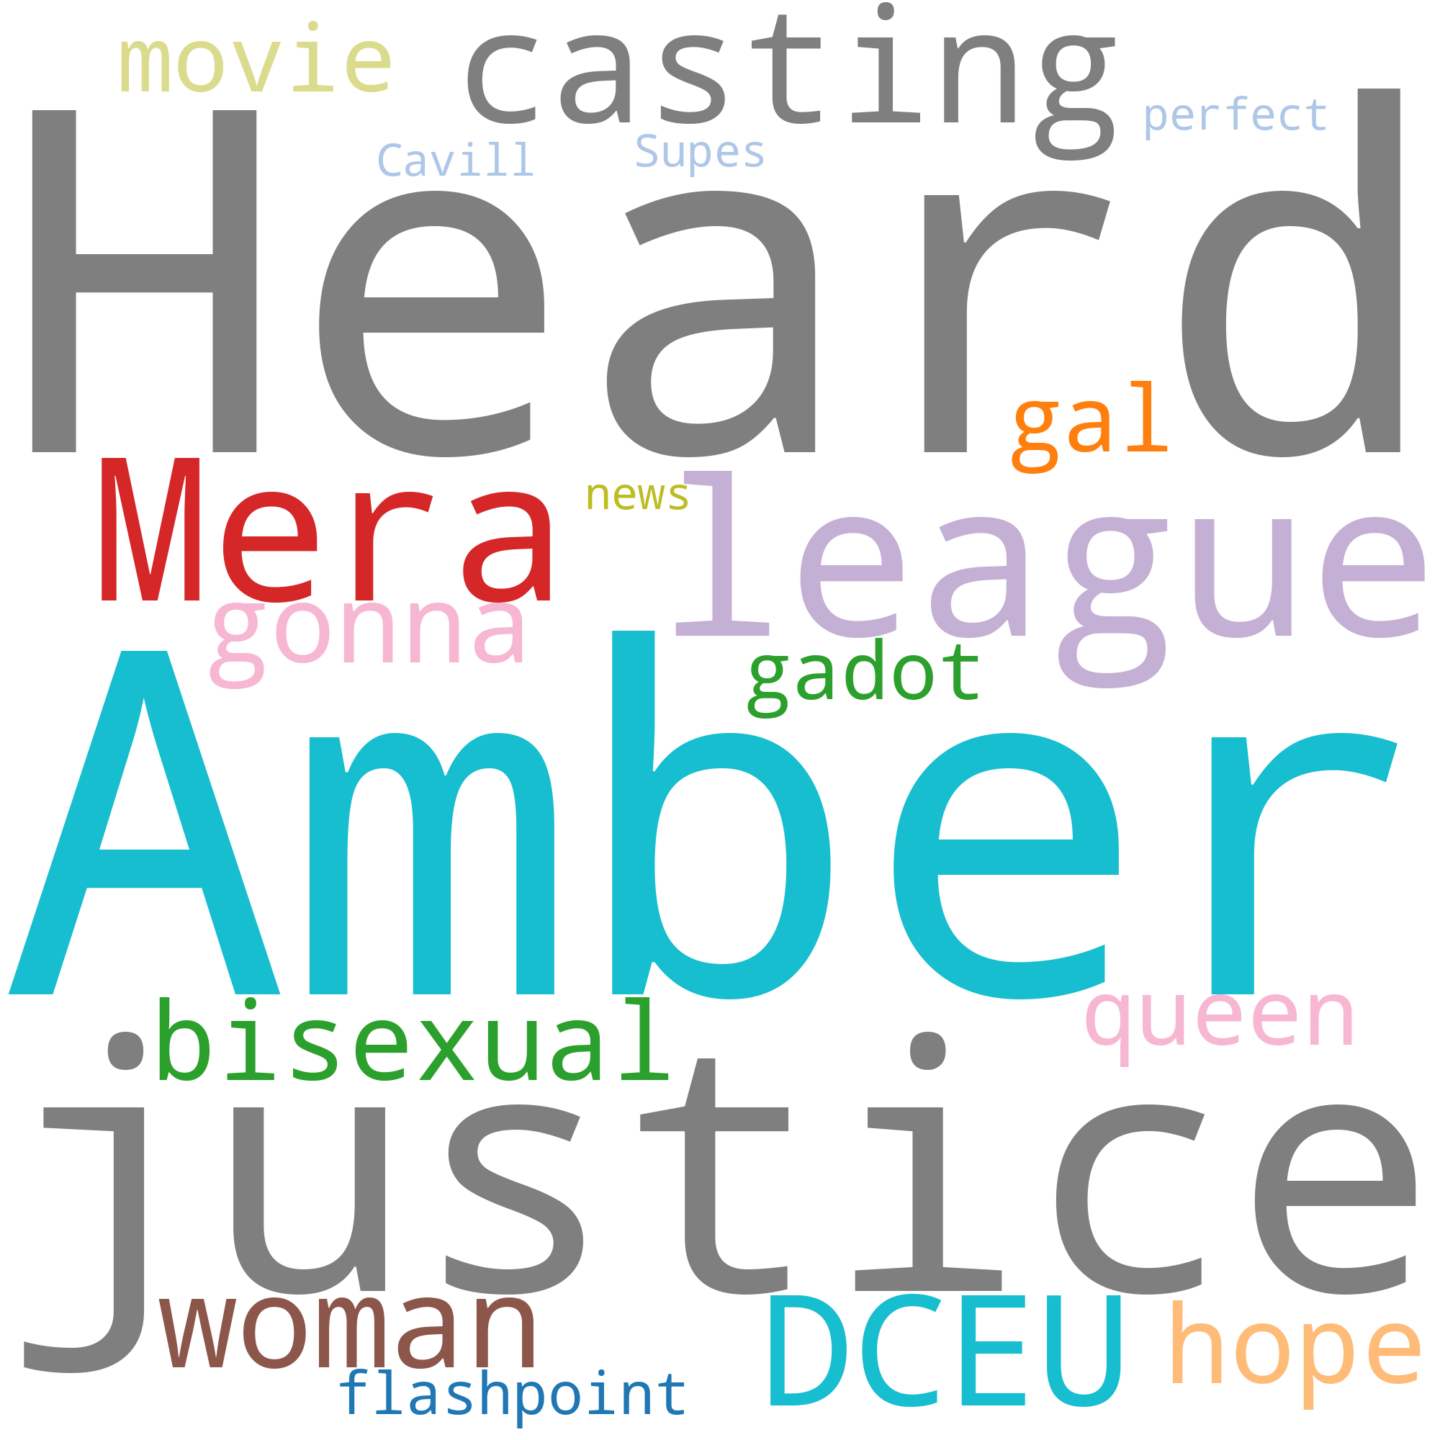 movie casting
perfect
Cavill Supes
Heard
gal
Mera news league
gonna gadot
Amber
bisexual queen
justice
woman DCEU hope
flashpoint